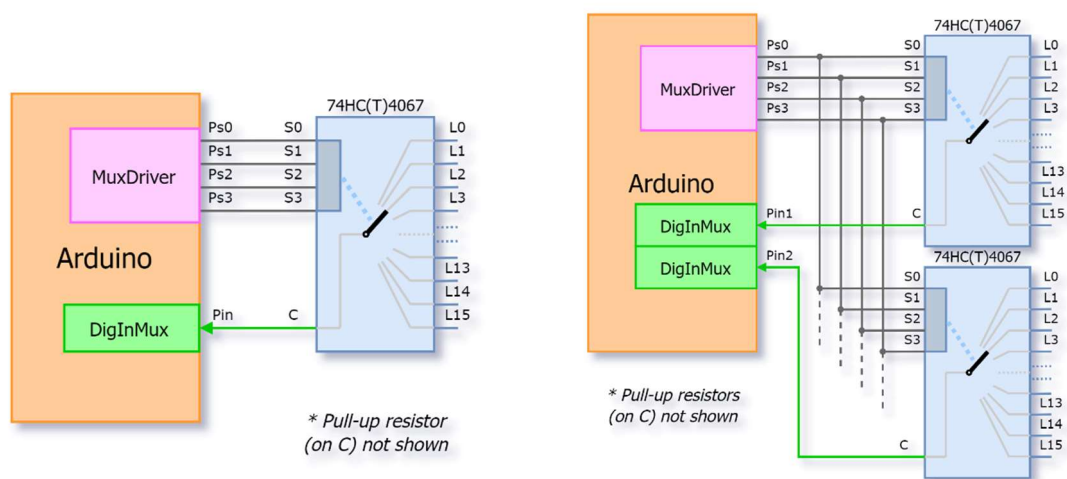 74HC(T)4067
Ps0 S0 L0
Ps1 S1 L1
MuxDriver Ps2 S2 L2
Ps3 S3 L3
Arduino
L13
L14
DigInMux Pin C L15
* Pull-up resistor
(on C) not shown
74HC(T)4067
Ps0 S0 L0
Ps1 S1 L1
MuxDriver Ps2 S2 L2
Ps3 S3 L3
Arduino
L13
L14
DigInMux Pin1 C L15
DigInMux Pin2
74HC(T)4067
S0 L0
S1 L1
S2 L2
S3 L3
* Pull-up resistors
(on C) not shown
L13
L14
C L15